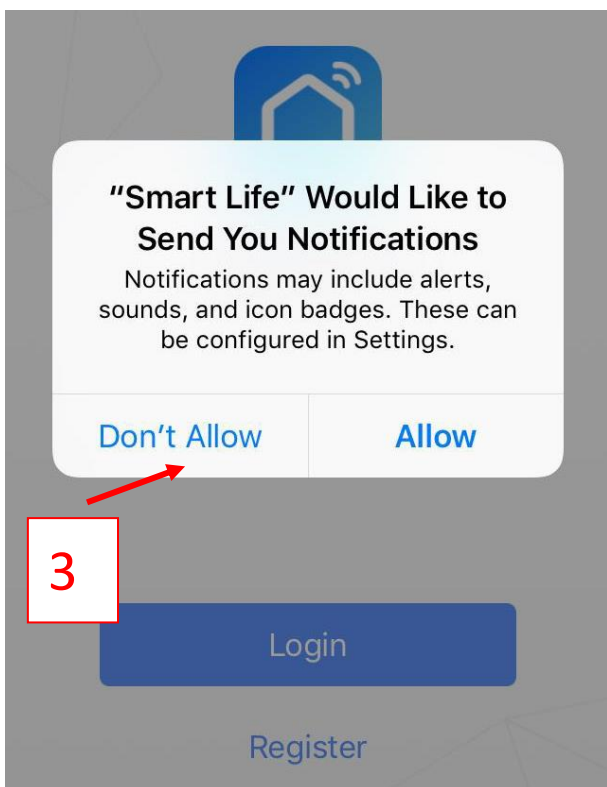 "Smart Life" Would Like to
Send You Notifications
Notifications may include alerts,
sounds, and icon badges. These can
be configured in Settings.
Don't Allow
Allow
3
Login
Register